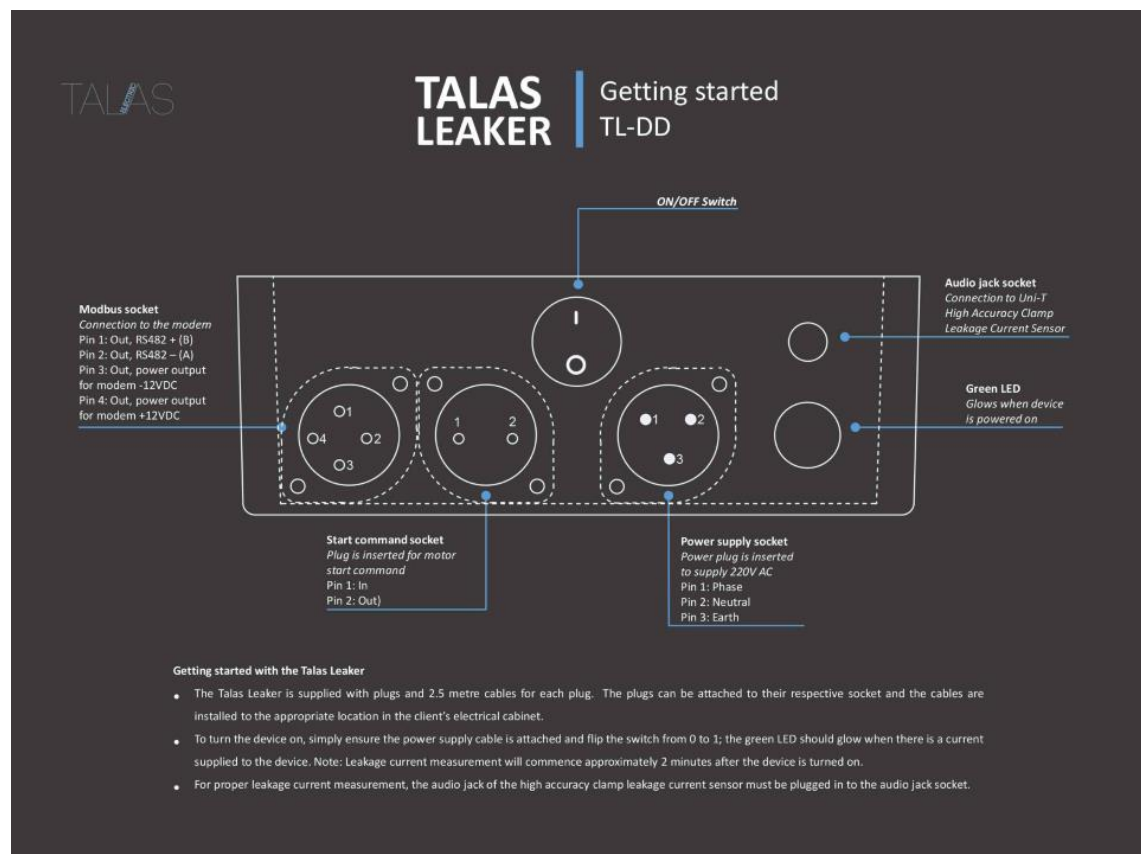 TALAS
ELECTRIC
TALAS
LEAKER
Getting started
TL-DD
ON/OFF Switch
Modbus socket
Connection to the modem
Pin 1: Out, RS482 + (B)
Pin 2: Out, RS482 – (A)
Pin 3: Out, power output
for modem -12VDC
Pin 4: Out, power output
for modem +12VDC
Audio jack socket
Connection to Uni-T
High Accuracy Clamp
Leakage Current Sensor
Green LED
Glows when device
is powered on
I
O
1
4
2
3
1
2
1
2
3
Start command socket
Plug is inserted for motor
start command
Pin 1: In
Pin 2: Out)
Power supply socket
Power plug is inserted
to supply 220V AC
Pin 1: Phase
Pin 2: Neutral
Pin 3: Earth
Getting started with the Talas Leaker
• The Talas Leaker is supplied with plugs and 2.5 metre cables for each plug. The plugs can be attached to their respective socket and the cables are
installed to the appropriate location in the client's electrical cabinet.
• To turn the device on, simply ensure the power supply cable is attached and flip the switch from 0 to 1; the green LED should glow when there is a current
supplied to the device. Note: Leakage current measurement will commence approximately 2 minutes after the device is turned on.
• For proper leakage current measurement, the audio jack of the high accuracy clamp leakage current sensor must be plugged in to the audio jack socket.